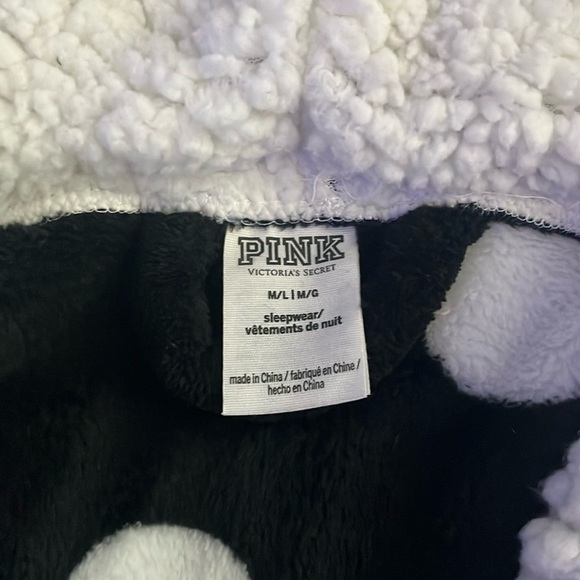 PINK
VICTORIA'S SECRET
M/L | M/G
sleepwear/
vêtements de nuit
made in China / fabriqué en Chine /
hecho en China